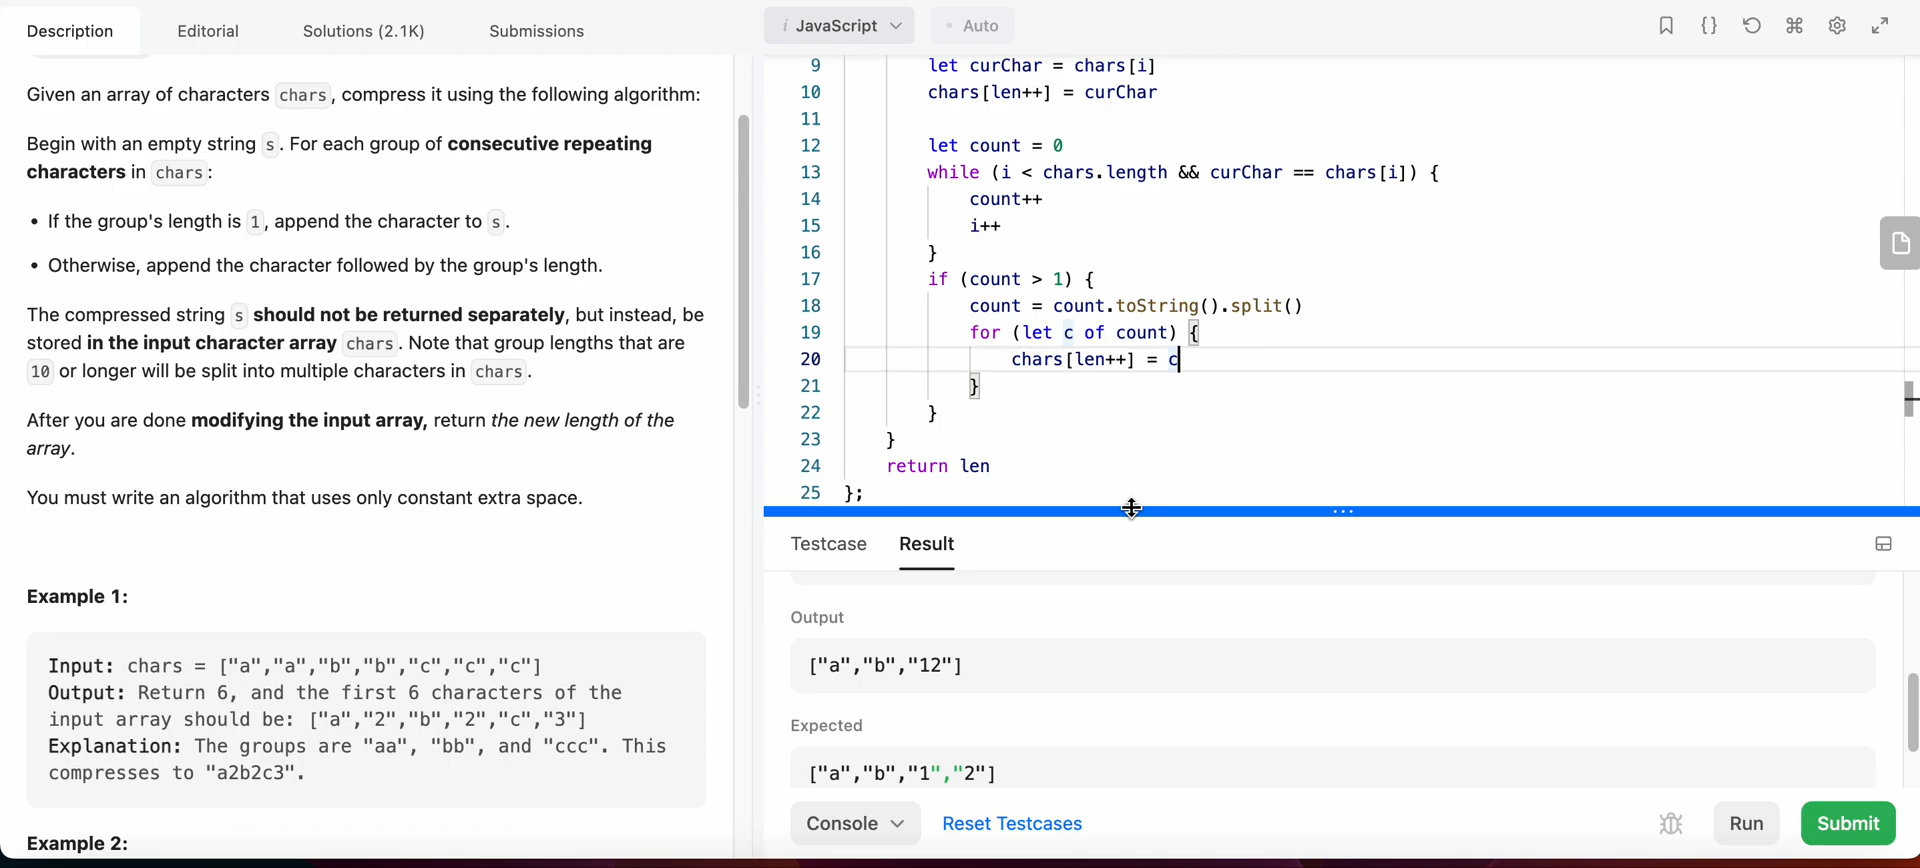 Description Editorial Solutions (2.1K) Submissions
Given an array of characters chars, compress it using the following algorithm:
Begin with an empty string s. For each group of consecutive repeating
characters in chars:
• If the group's length is 1, append the character to s.
• Otherwise, append the character followed by the group's length.
The compressed string s should not be returned separately, but instead, be
stored in the input character array chars. Note that group lengths that are
10 or longer will be split into multiple characters in chars.
After you are done modifying the input array, return the new length of the
array.
You must write an algorithm that uses only constant extra space.
Example 1:
Input: chars = ["a","a","b","b","c","c","c"]
Output: Return 6, and the first 6 characters of the
input array should be: ["a","2","b","2","c","3"]
Explanation: The groups are "aa", "bb", and "ccc". This
compresses to "a2b2c3".
Example 2:
i JavaScript • Auto
9 let curChar = chars[i]
10 chars[len++] = curChar
11
12 let count = 0
13 while (i < chars.length && curChar == chars[i]) {
14 count++
15 i++
16 }
17 if (count > 1) {
18 count = count.toString().split()
19 for (let c of count) {
20 chars[len++] = c
21 }
22 }
23 }
24 return len
25 };
Testcase Result
Output
["a","b","12"]
Expected
["a","b","1","2"]
Console Reset Testcases Run Submit